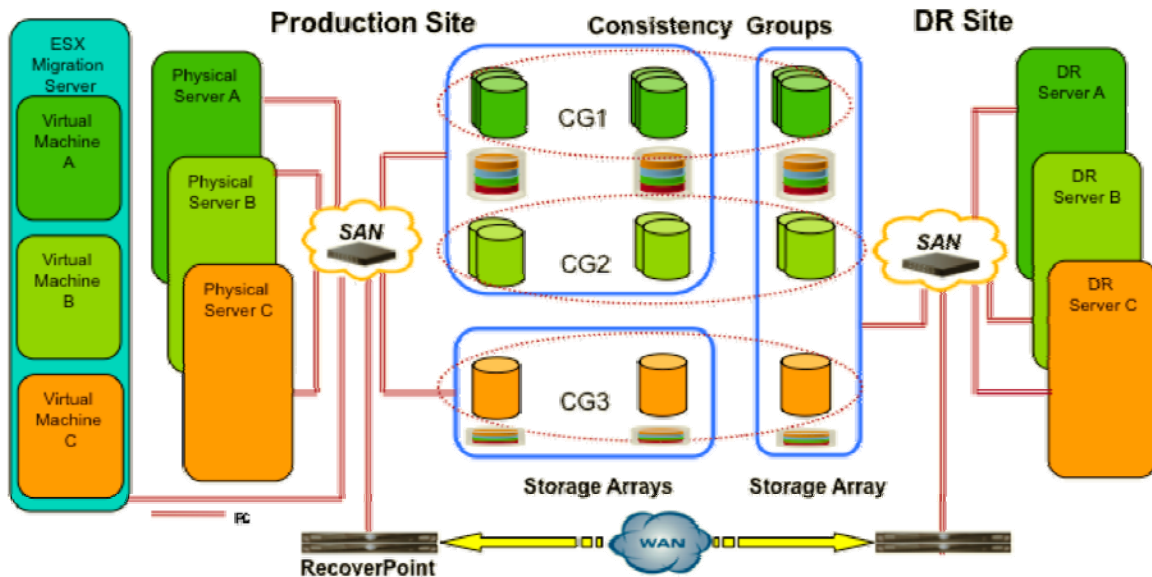 Production Site
Consistency Groups
DR Site
ESX
Migration
Server
Virtual
Machine
A
Virtual
Machine
B
Virtual
Machine
C
Physical
Server A
Physical
Server B
Physical
Server C
SAN
CG1
CG2
CG3
SAN
DR
Server A
DR
Server B
DR
Server C
Storage Arrays
Storage Array
FC
WAN
RecoverPoint